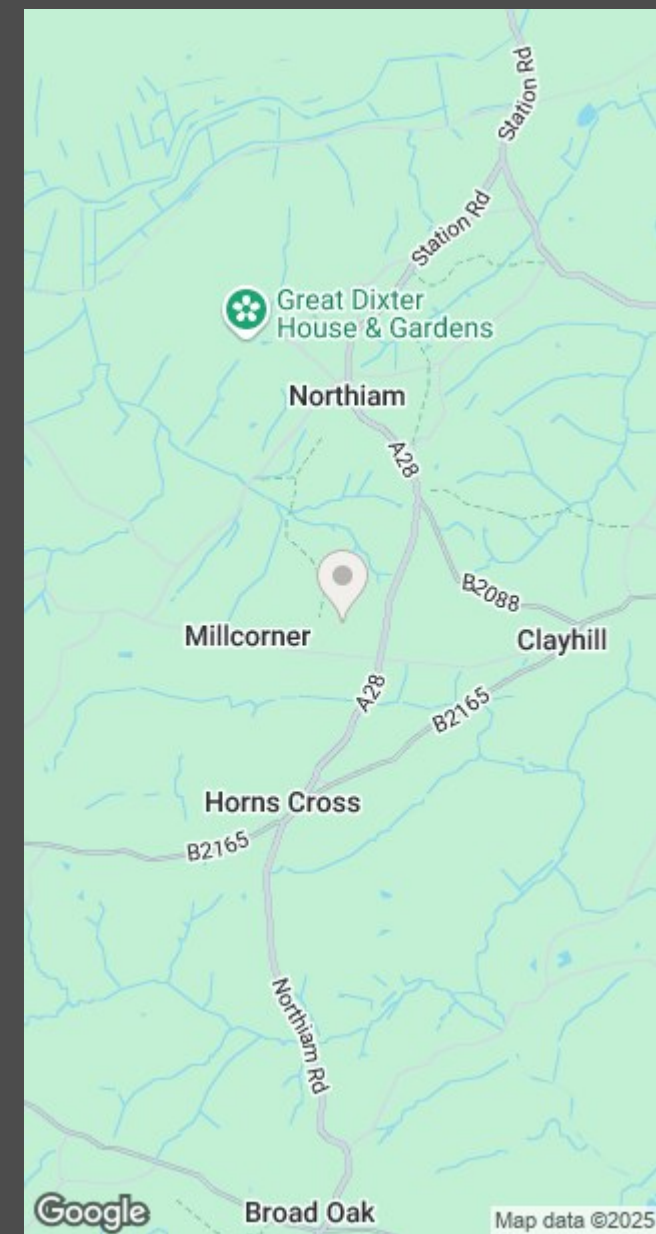 Station Rd
Station Rd
Great Dixter
House & Gardens
Northiam
A28
B2088
Millcorner
Clayhill
A28
B2165
Horns Cross
B2165
Northiam Rd
Broad Oak
Google
Map data ©2025